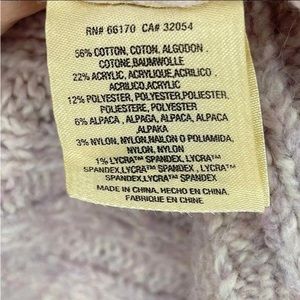 RN# 66170 CA# 32054
56% COTTON, COTON, ALGODON,
COTONE, BAUMWOLLE
22% ACRYLIC, ACRYLIQUE, ACRILICO,
ACRILICO, ACRYLIC
12% POLYESTER, POLYESTER, POLIESTER,
POLIESTERE, POLYESTER
6% ALPACA, ALPAGA, ALPACA, ALPACA
,ALPAKA
3% NYLON, NYLON, NAILON O POLIAMIDA,
NYLON, NYLON
1% LYCRA™ SPANDEX, LYCRA™
SPANDEX, LYCRA™ SPANDEX, LYCRA™
SPANDEX, LYCRA™ SPANDEX
MADE IN CHINA, HECHO EN CHINA,
FABRIQUE EN CHINE